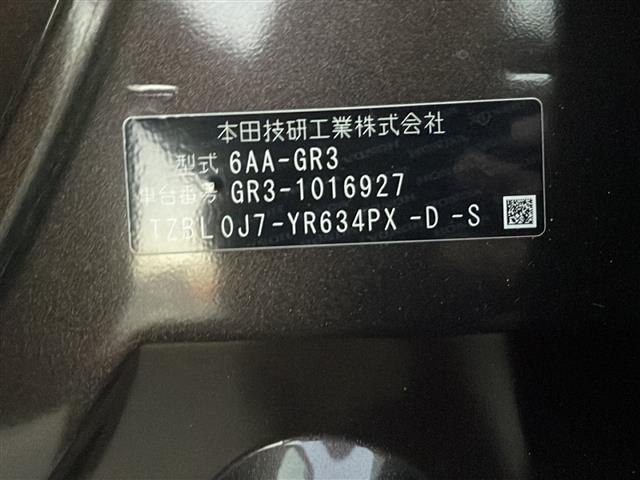 本田技研工業株式会社
型式 6AA-GR3
車台番号 GR3-1016927
TZBL0J7-YR634PX -D -S